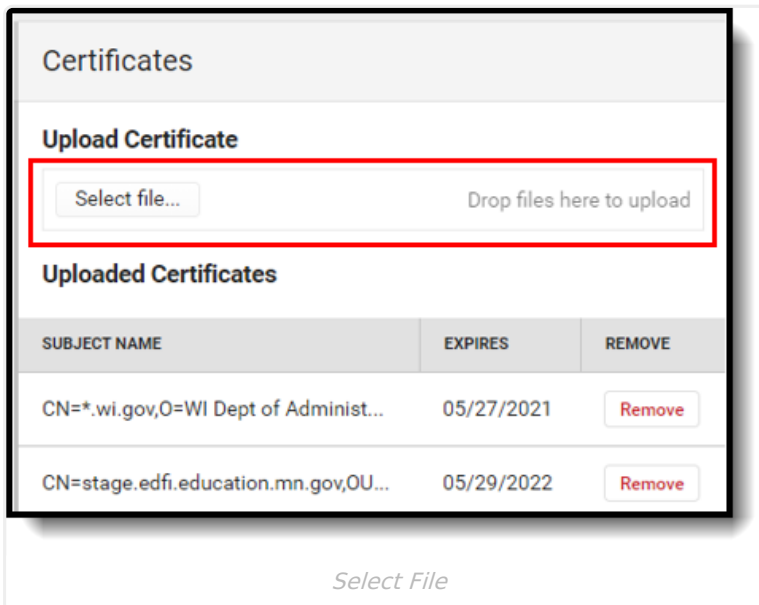 Certificates
Upload Certificate
Select file... Drop files here to upload
Uploaded Certificates
SUBJECT NAME EXPIRES REMOVE
CN=*.wi.gov,O=WI Dept of Administ... 05/27/2021 Remove
CN=stage.edfi.education.mn.gov,OU... 05/29/2022 Remove
Select File